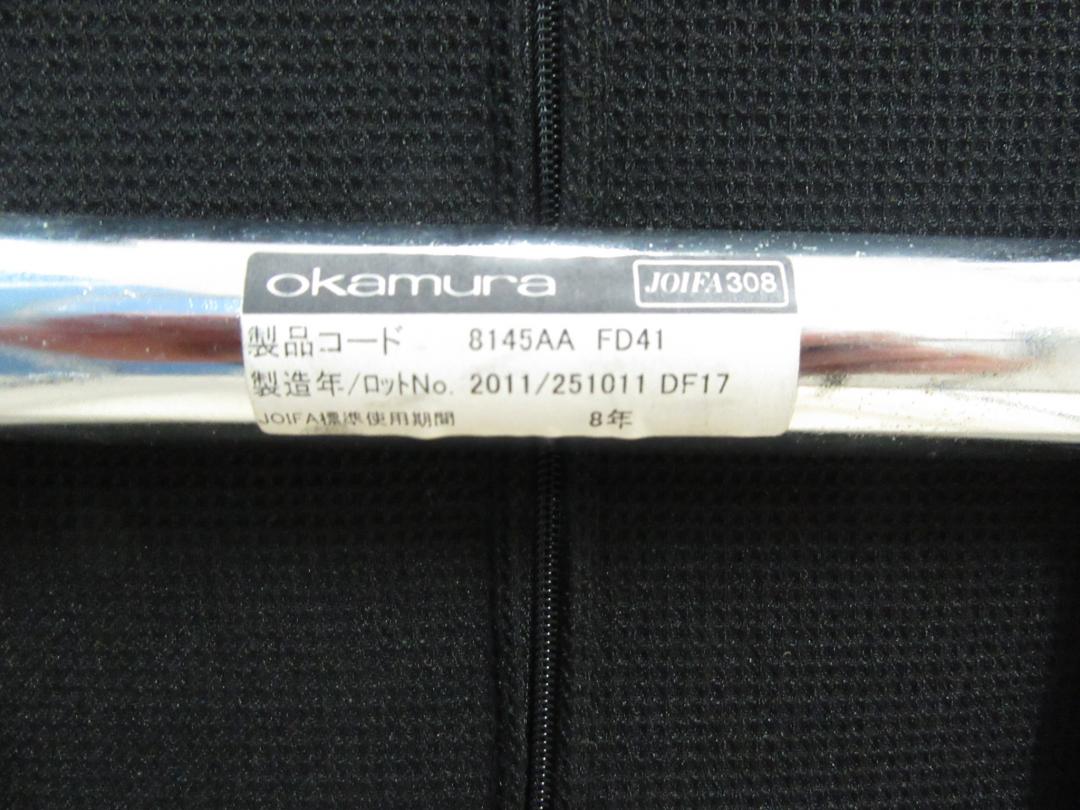 okamura JOIFA308
製品コード 8145AA FD41
製造年/ロットNo. 2011/251011 DF17
JOIFA標準使用期間 8年